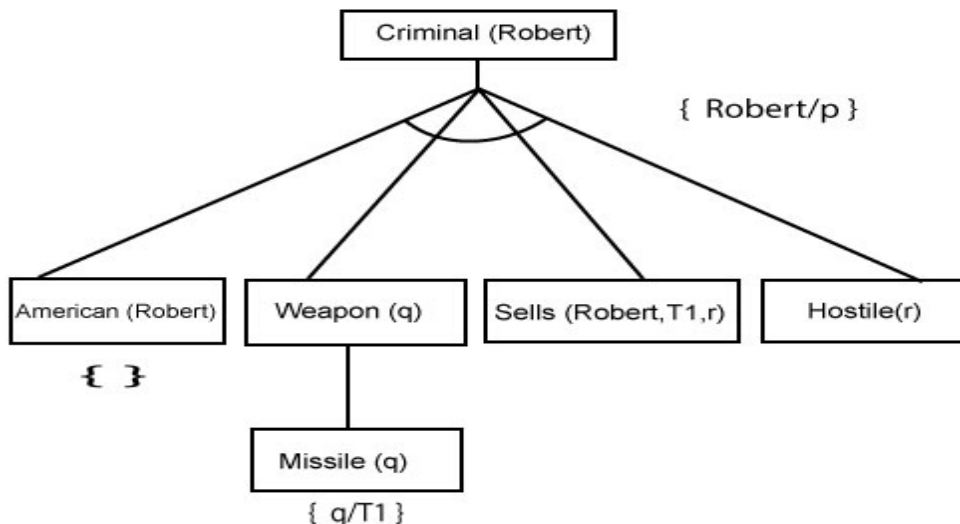 Criminal (Robert)
{ Robert/p }
American (Robert)
Weapon (q)
Sells (Robert,T1,r)
Hostile(r)
{ }
Missile (q)
{ q/T1 }